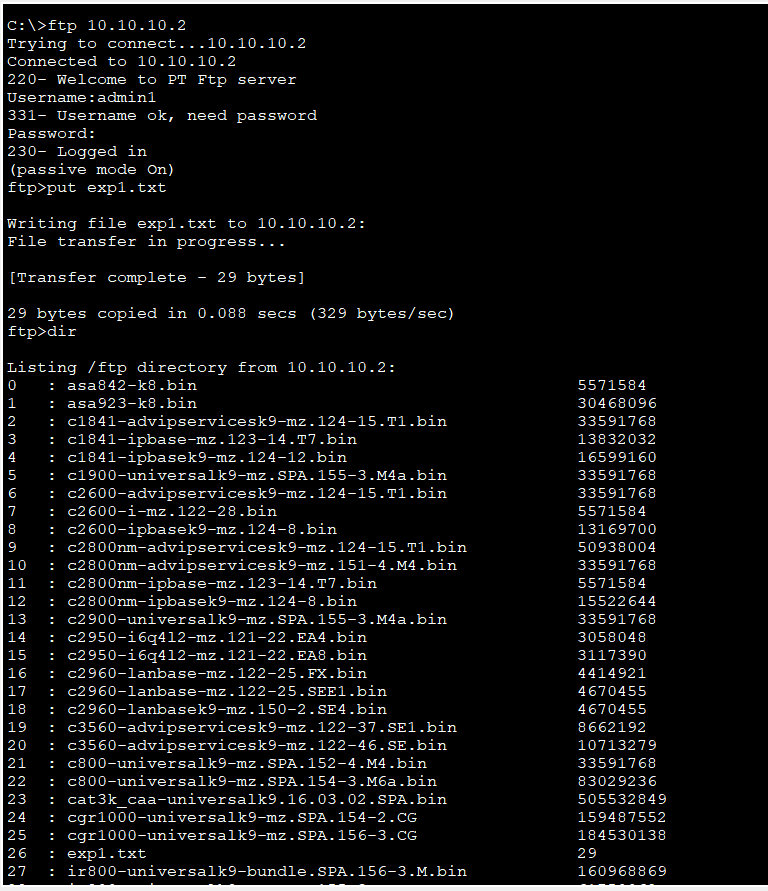 C:\>ftp 10.10.10.2
Trying to connect...10.10.10.2
Connected to 10.10.10.2
220- Welcome to PT Ftp server
Username:admin1
331- Username ok, need password
Password:
230- Logged in
(passive mode On)
ftp>put exp1.txt
Writing file exp1.txt to 10.10.10.2:
File transfer in progress...
[Transfer complete - 29 bytes]
29 bytes copied in 0.088 secs (329 bytes/sec)
ftp>dir
Listing /ftp directory from 10.10.10.2:
0   : asa842-k8.bin                                      5571584
1   : asa923-k8.bin                                      30468096
2   : c1841-advipservicesk9-mz.124-15.T1.bin             33591768
3   : c1841-ipbase-mz.123-14.T7.bin                      13832032
4   : c1841-ipbasek9-mz.124-12.bin                       16599160
5   : c1900-universalk9-mz.SPA.155-3.M4a.bin             33591768
6   : c2600-advipservicesk9-mz.124-15.T1.bin             33591768
7   : c2600-i-mz.122-28.bin                              5571584
8   : c2600-ipbasek9-mz.124-8.bin                        13169700
9   : c2800nm-advipservicesk9-mz.124-15.T1.bin           50938004
10  : c2800nm-advipservicesk9-mz.151-4.M4.bin            33591768
11  : c2800nm-ipbase-mz.123-14.T7.bin                    5571584
12  : c2800nm-ipbasek9-mz.124-8.bin                      15522644
13  : c2900-universalk9-mz.SPA.155-3.M4a.bin             33591768
14  : c2950-i6q4l2-mz.121-22.EA4.bin                     3058048
15  : c2950-i6q4l2-mz.121-22.EA8.bin                     3117390
16  : c2960-lanbase-mz.122-25.FX.bin                     4414921
17  : c2960-lanbase-mz.122-25.SEE1.bin                   4670455
18  : c2960-lanbasek9-mz.150-2.SE4.bin                   4670455
19  : c3560-advipservicesk9-mz.122-37.SE1.bin            8662192
20  : c3560-advipservicesk9-mz.122-46.SE.bin             10713279
21  : c800-universalk9-mz.SPA.152-4.M4.bin               33591768
22  : c800-universalk9-mz.SPA.154-3.M6a.bin              83029236
23  : cat3k_caa-universalk9.16.03.02.SPA.bin             505532849
24  : cgr1000-universalk9-mz.SPA.154-2.CG                159487552
25  : cgr1000-universalk9-mz.SPA.156-3.CG                184530138
26  : exp1.txt                                           29
27  : ir800-universalk9-bundle.SPA.156-3.M.bin           160968869